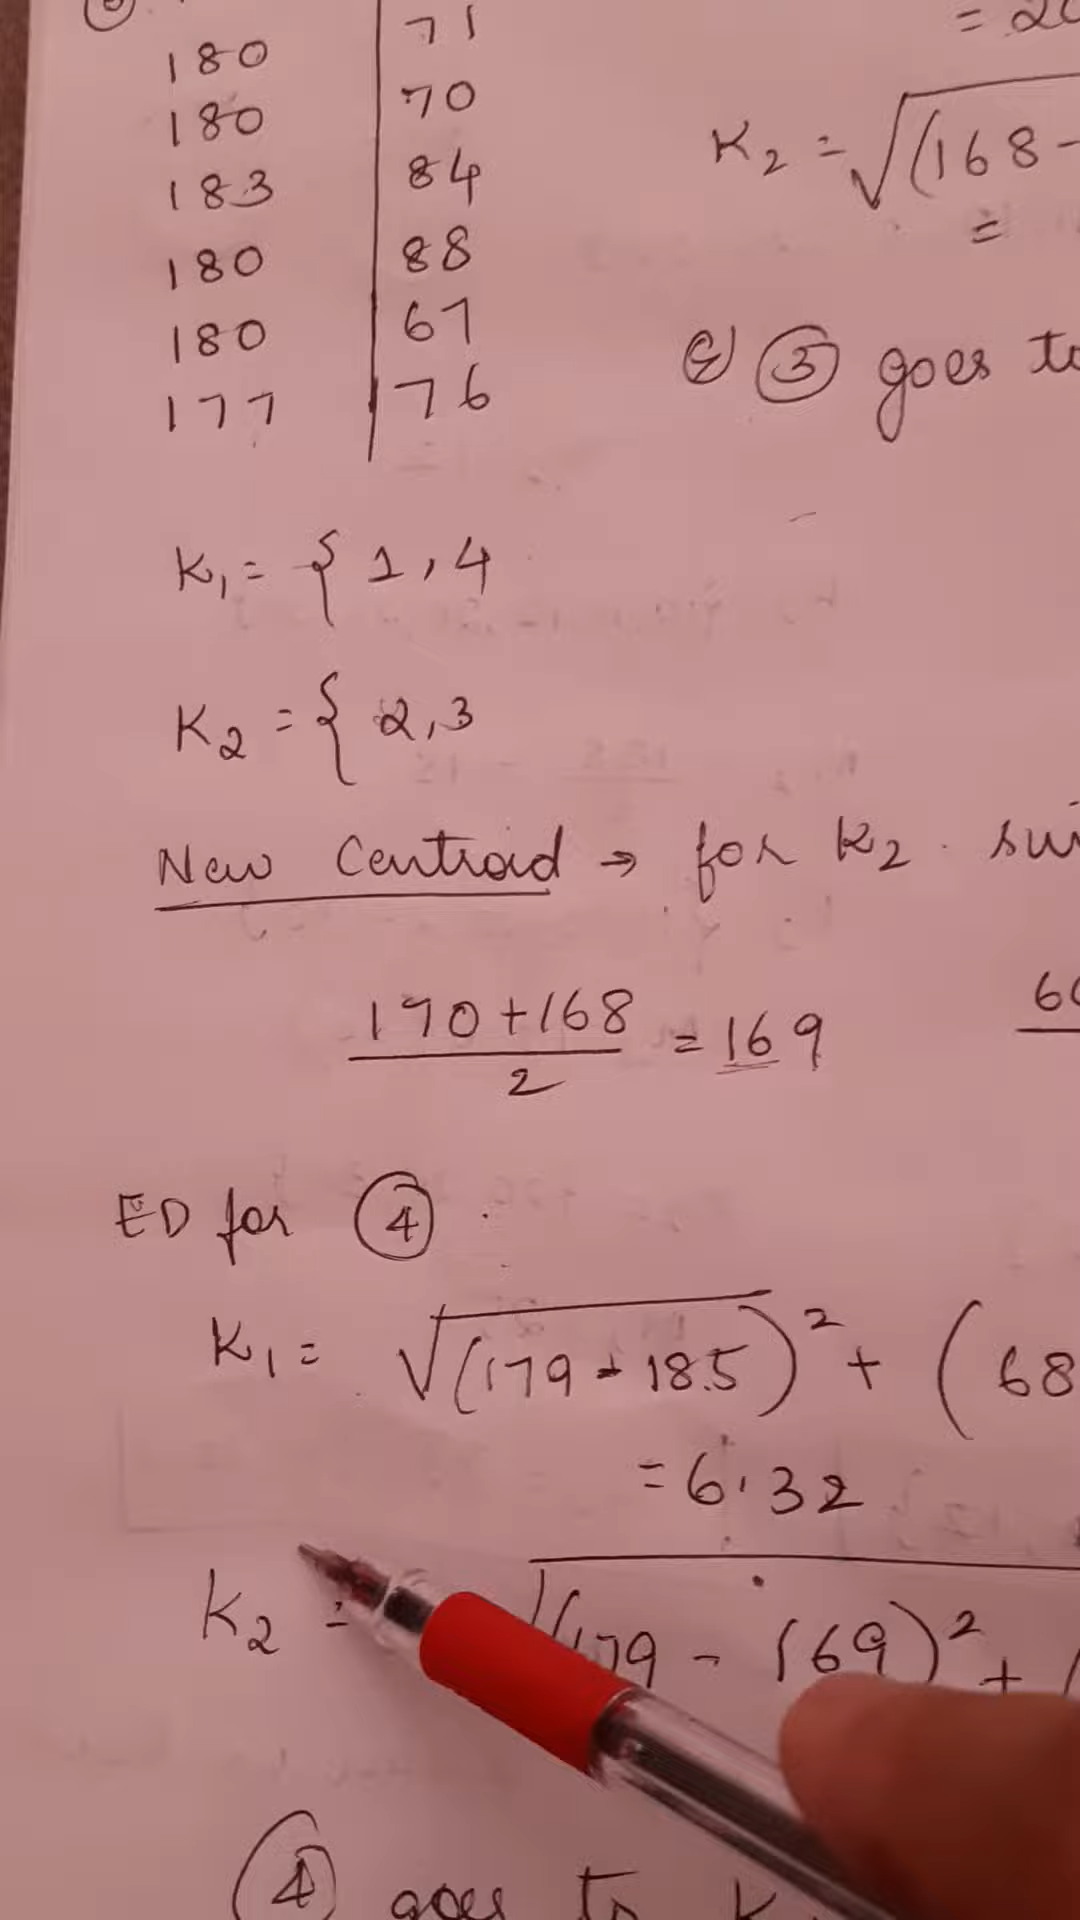 71 = 20
180
180 70
K2 = √(168 -
183 84
=
180 88
180 67
③ goes to
177 76
K1 = { 1, 4
K2 = { 2, 3
New Centroid → for K2
170+168 / 2 = 169
ED for ④
K1 = √(179 - 185)² + (68
= 6.32
K2 = √(179 - 169)² + (
④ goes to K